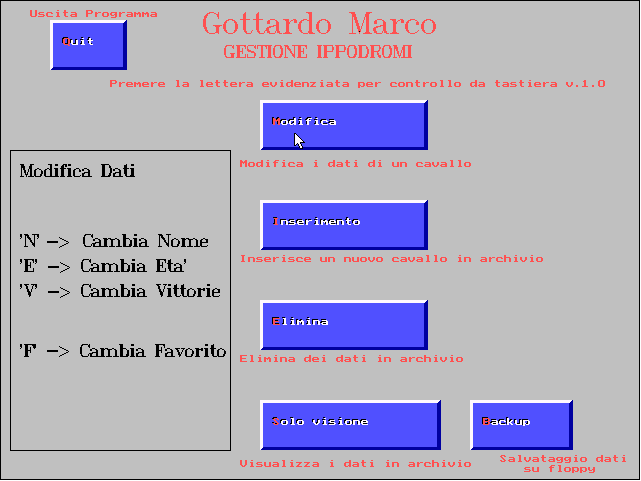 Uscita Programma
Quit
Gottardo Marco
GESTIONE IPPODROMI
Premere la lettera evidenziata per controllo da tastiera v.1.0
Modifica
Modifica i dati di un cavallo
Modifica Dati
'N' -> Cambia Nome
'E' -> Cambia Eta'
'V' -> Cambia Vittorie
'F' -> Cambia Favorito
Inserimento
Inserisce un nuovo cavallo in archivio
Elimina
Elimina dei dati in archivio
Solo visione
Visualizza i dati in archivio
Backup
Salvataggio dati
su floppy